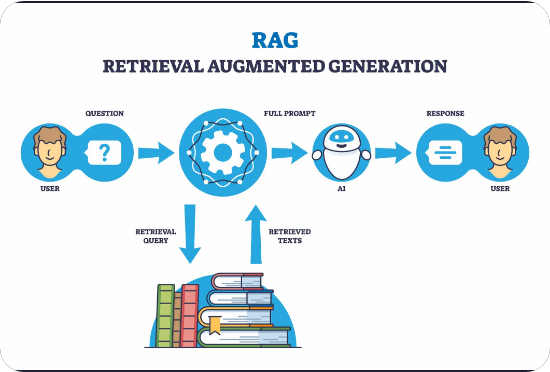 RAG
RETRIEVAL AUGMENTED GENERATION
QUESTION
FULL PROMPT
RESPONSE
?
USER
AI
USER
RETRIEVAL
QUERY
RETRIEVED
TEXTS